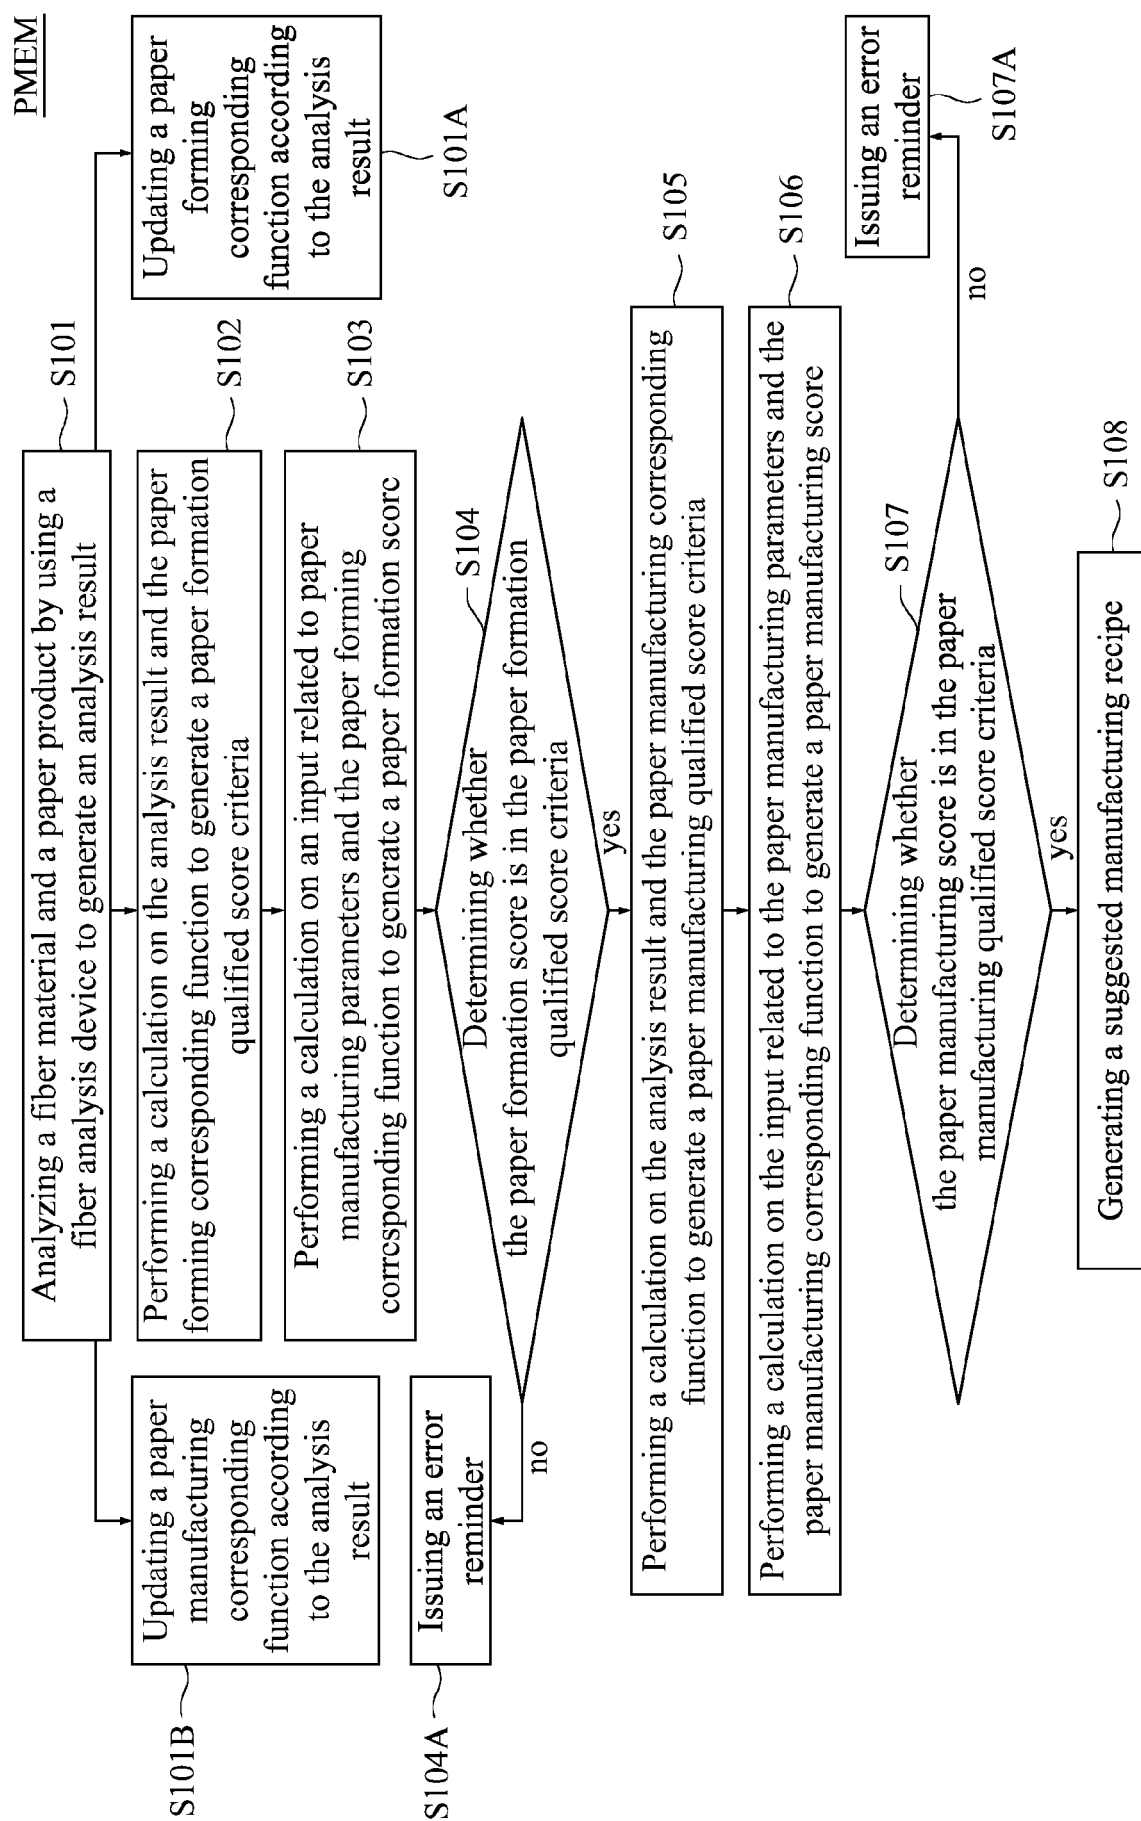 PMEM
Analyzing a fiber material and a paper product by using a
fiber analysis device to generate an analysis result
S101
Updating a paper
manufacturing
corresponding
function according
to the analysis
result
S101B
Updating a paper
forming
corresponding
function according
to the analysis
result
S101A
Performing a calculation on the analysis result and the paper
forming corresponding function to generate a paper formation
qualified score criteria
S102
Performing a calculation on an input related to paper
manufacturing parameters and the paper forming
corresponding function to generate a paper formation score
S103
Determining whether
the paper formation score is in the paper formation
qualified score criteria
S104
no
Issuing an error
reminder
S104A
yes
Performing a calculation on the analysis result and the paper manufacturing corresponding
function to generate a paper manufacturing qualified score criteria
S105
Performing a calculation on the input related to the paper manufacturing parameters and the
paper manufacturing corresponding function to generate a paper manufacturing score
S106
Determining whether
the paper manufacturing score is in the paper
manufacturing qualified score criteria
S107
no
Issuing an error
reminder
S107A
yes
Generating a suggested manufacturing recipe
S108